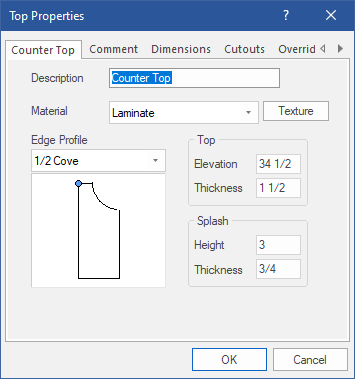 Top Properties ?
Counter Top Comment Dimensions Cutouts Overrid
Description Counter Top
Material Laminate Texture
Edge Profile
1/2 Cove
Top
Elevation 34 1/2
Thickness 1 1/2
Splash
Height 3
Thickness 3/4
OK Cancel